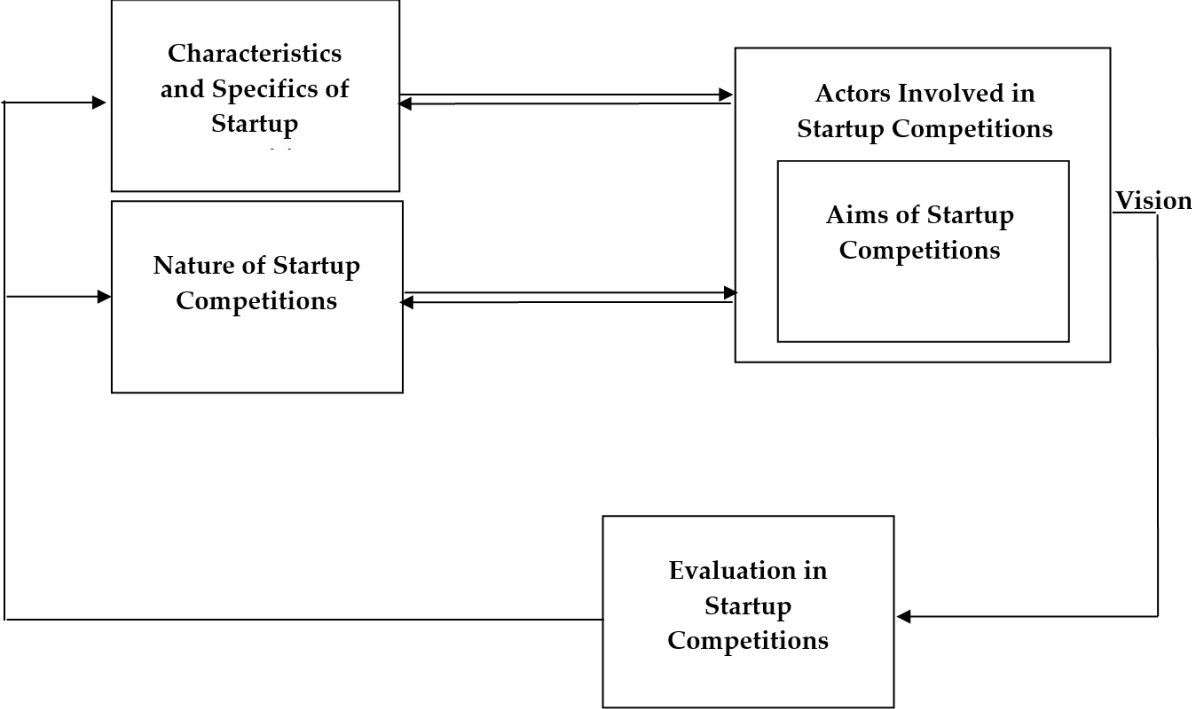 Characteristics
and Specifics of
Startup
Actors Involved in
Startup Competitions
Aims of Startup
Competitions
Vision
Nature of Startup
Competitions
Evaluation in
Startup
Competitions